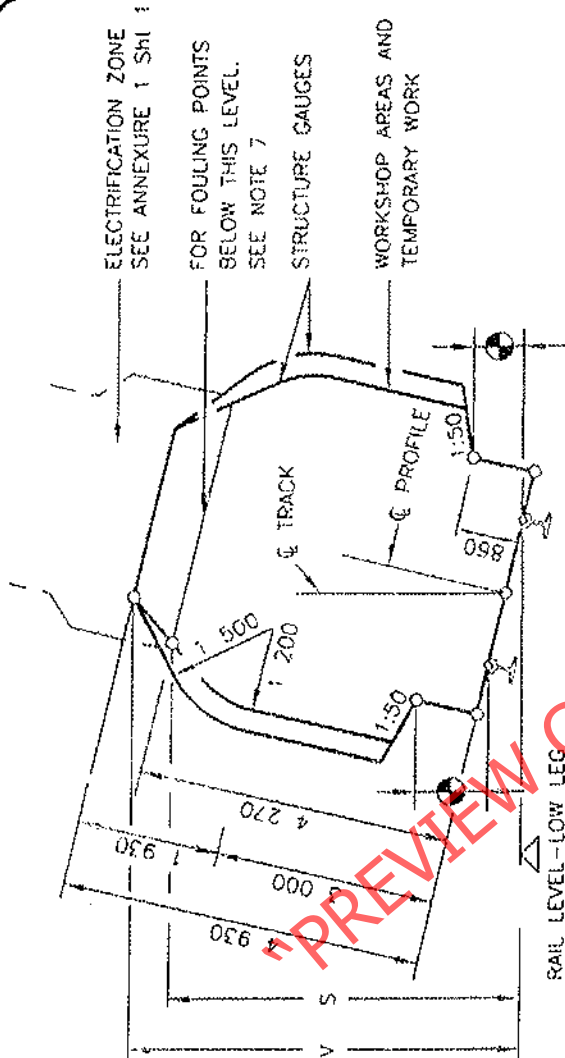 ELECTRIFICATION ZONE
SEE ANNEXURE 1 Sht 1
FOR FOULING POINTS
BELOW THIS LEVEL.
SEE NOTE 7
STRUCTURE GAUGES
WORKSHOP AREAS AND
TEMPORARY WORK
℄ TRACK
℄ PROFILE
1:50
860
1 500
1 200
1:50
4 270
1 930
000
4 930
S
V
RAIL LEVEL-LOW LEG
"PREVIEW